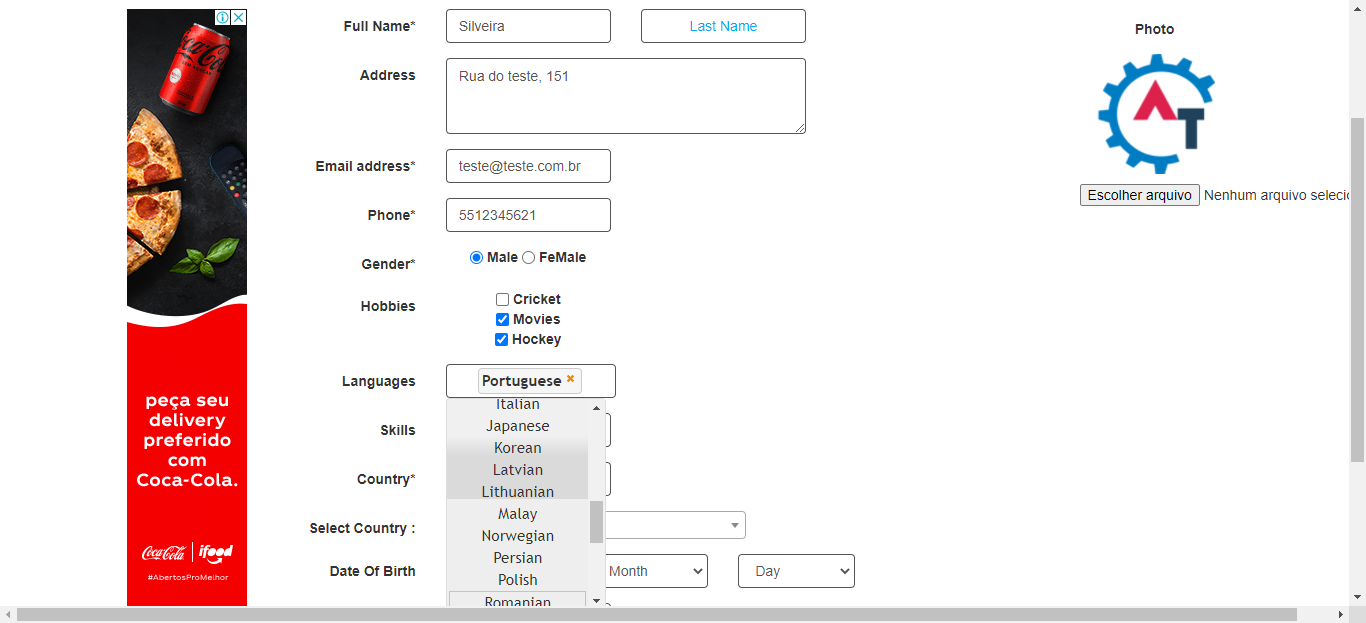 Full Name*
Silveira
Last Name
Photo
Address
Rua do teste, 151
Email address*
teste@teste.com.br
Escolher arquivo
Nenhum arquivo selecio
Phone*
5512345621
Gender*
Male
FeMale
Hobbies
Cricket
Movies
Hockey
Languages
Portuguese
Italian
Japanese
Korean
Latvian
Lithuanian
Malay
Norwegian
Persian
Polish
Romanian
Skills
Country*
Select Country :
Date Of Birth
Month
Day
AT
Coca-Cola
peça seu
delivery
preferido
com
Coca-Cola.
Coca-Cola
ifood
#AbertosProMelhor